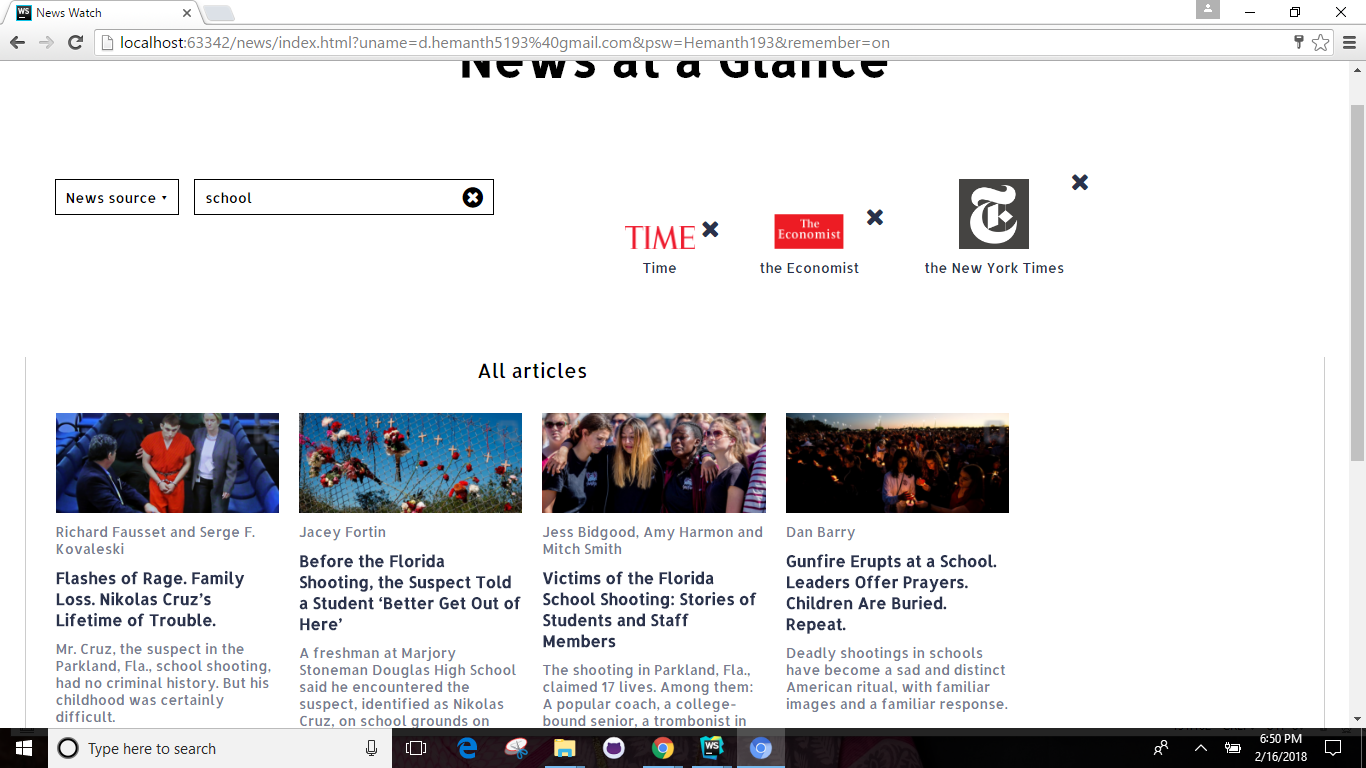 News Watch
localhost:63342/news/index.html?uname=d.hemanth5193%40gmail.com&psw=Hemanth193&remember=on
News at a Glance
News source
school
TIME
Time
The
Economist
the Economist
the New York Times
All articles
Richard Fausset and Serge F.
Kovaleski
Flashes of Rage. Family
Loss. Nikolas Cruz’s
Lifetime of Trouble.
Mr. Cruz, the suspect in the
Parkland, Fla., school shooting,
had no criminal history. But his
childhood was certainly
difficult.
Jacey Fortin
Before the Florida
Shooting, the Suspect Told
a Student ‘Better Get Out of
Here’
A freshman at Marjory
Stoneman Douglas High School
said he encountered the
suspect, identified as Nikolas
Cruz, on school grounds on
Jess Bidgood, Amy Harmon and
Mitch Smith
Victims of the Florida
School Shooting: Stories of
Students and Staff
Members
The shooting in Parkland, Fla.,
claimed 17 lives. Among them:
A popular coach, a college-
bound senior, a trombonist in
Dan Barry
Gunfire Erupts at a School.
Leaders Offer Prayers.
Children Are Buried.
Repeat.
Deadly shootings in schools
have become a sad and distinct
American ritual, with familiar
images and a familiar response.
Type here to search
6:50 PM
2/16/2018